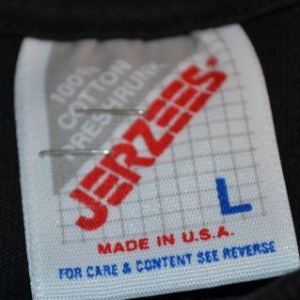 100%
COTTON
PRESHRUNK
JERZEES®
L
MADE IN U.S.A.
FOR CARE & CONTENT SEE REVERSE